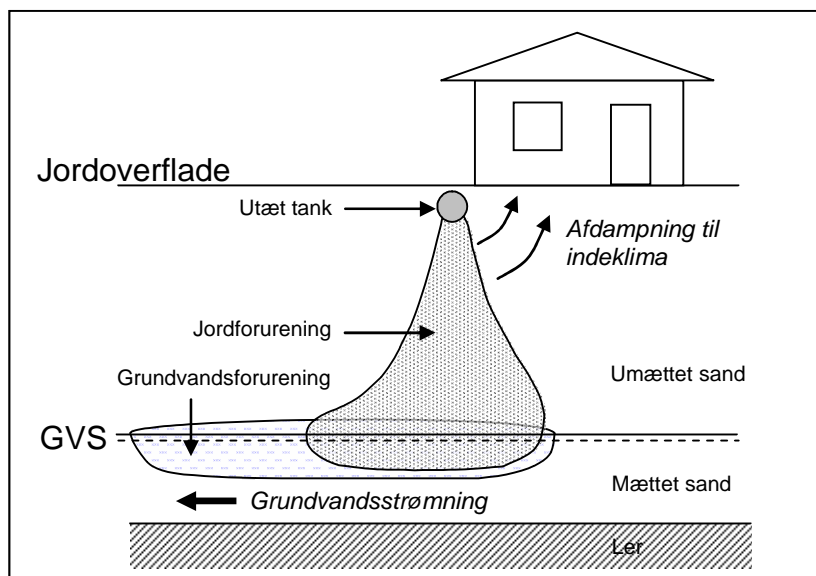 Jordoverflade
Utæt tank
Afdampning til
indeklima
Jordforurening
Grundvandsforurening
Umættet sand
GVS
Mættet sand
Grundvandsstrømning
Ler